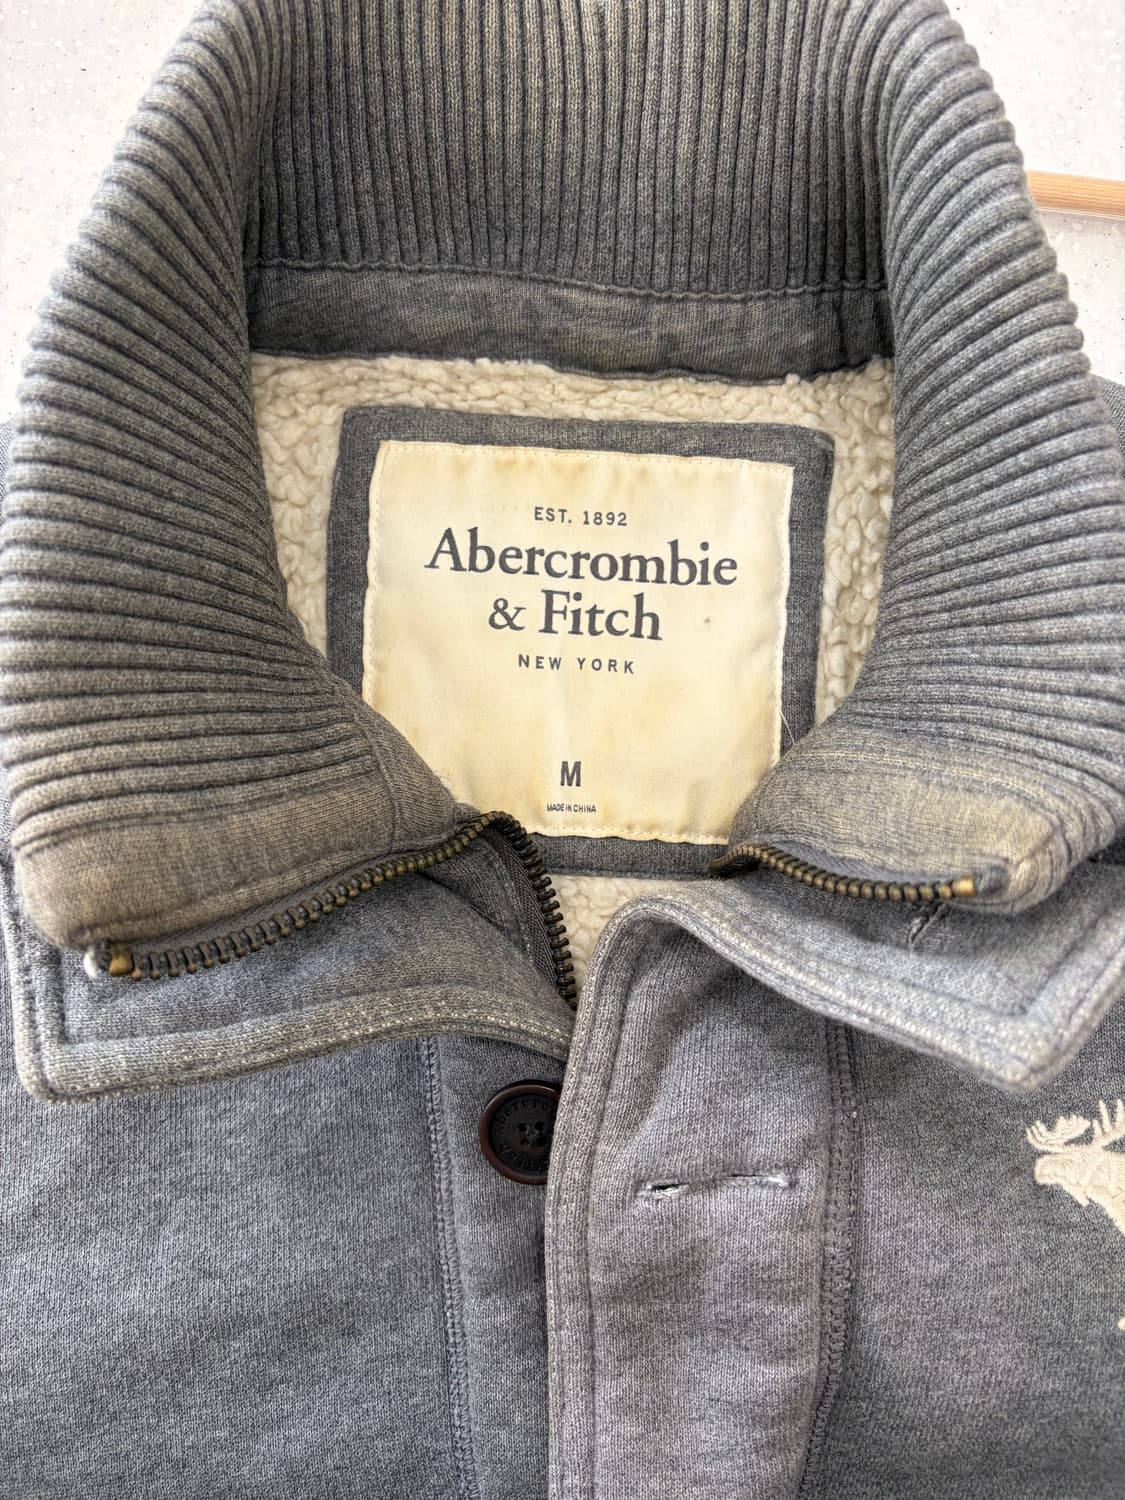 EST. 1892
Abercrombie
& Fitch
NEW YORK
M
MADE IN CHINA